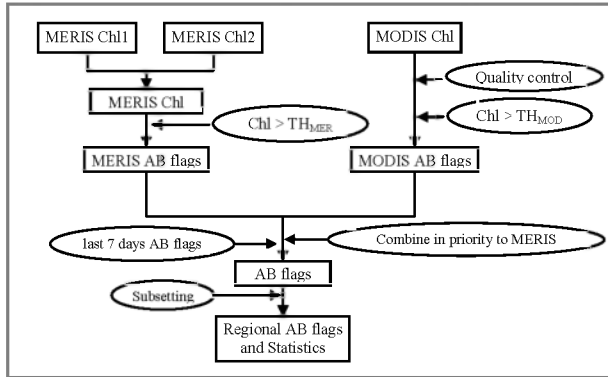 MERIS Chl1
MERIS Chl2
MODIS Chl
Quality control
MERIS Chl
Chl > TH_MER
Chl > TH_MOD
MERIS AB flags
MODIS AB flags
last 7 days AB flags
Combine in priority to MERIS
AB flags
Subsetting
Regional AB flags
and Statistics